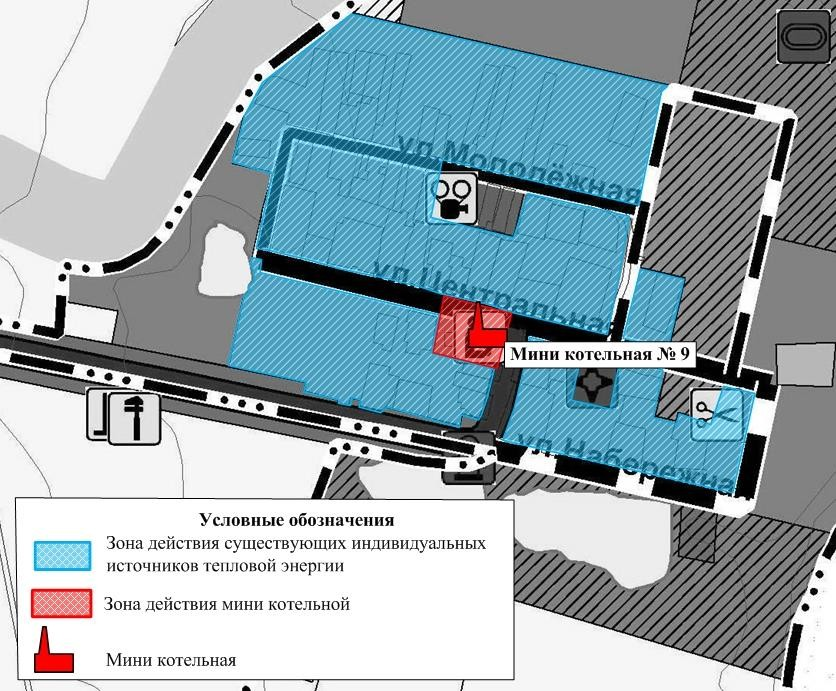 ул.Молодёжная
ул.Центральная
Мини котельная № 9
ул.Набережная
Условные обозначения
Зона действия существующих индивидуальных
источников тепловой энергии
Зона действия мини котельной
Мини котельная